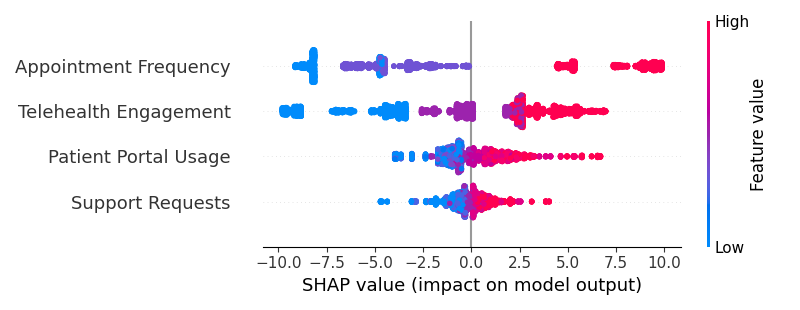 High
Appointment Frequency
Telehealth Engagement
Patient Portal Usage
Support Requests
Feature value
Low
−10.0 −7.5 −5.0 −2.5 0.0 2.5 5.0 7.5 10.0
SHAP value (impact on model output)